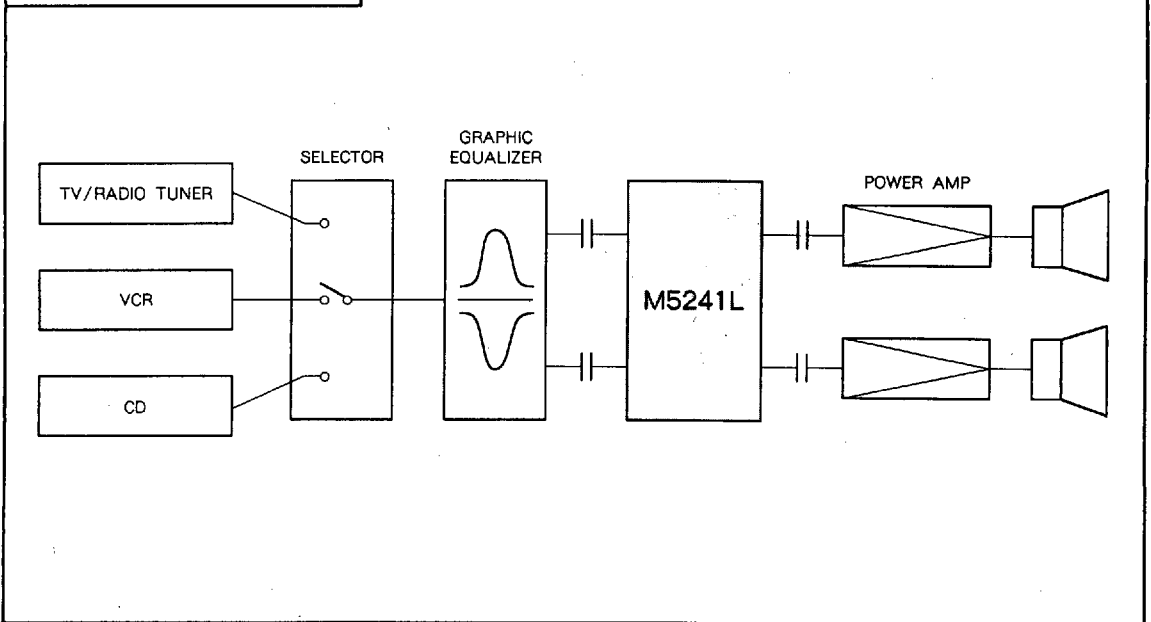 TV/RADIO TUNER
VCR
CD
SELECTOR
GRAPHIC
EQUALIZER
M5241L
POWER AMP